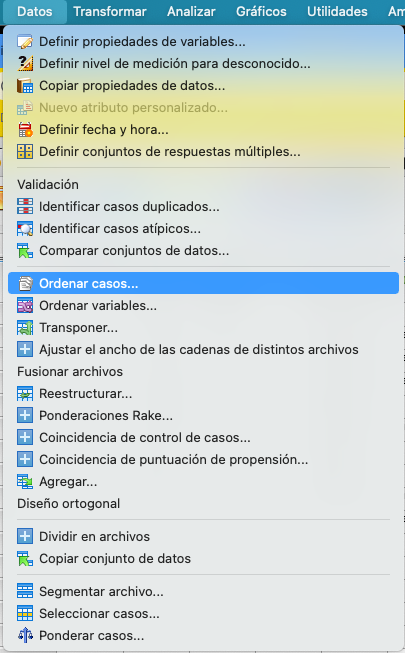 Datos Transformar Analizar Gráficos Utilidades Am
Definir propiedades de variables...
Definir nivel de medición para desconocido...
Copiar propiedades de datos...
Nuevo atributo personalizado...
Definir fecha y hora...
Definir conjuntos de respuestas múltiples...
Validación
Identificar casos duplicados...
Identificar casos atípicos...
Comparar conjuntos de datos...
Ordenar casos...
Ordenar variables...
Transponer...
Ajustar el ancho de las cadenas de distintos archivos
Fusionar archivos
Reestructurar...
Ponderaciones Rake...
Coincidencia de control de casos...
Coincidencia de puntuación de propensión...
Agregar...
Diseño ortogonal
Dividir en archivos
Copiar conjunto de datos
Segmentar archivo...
Seleccionar casos...
Ponderar casos...